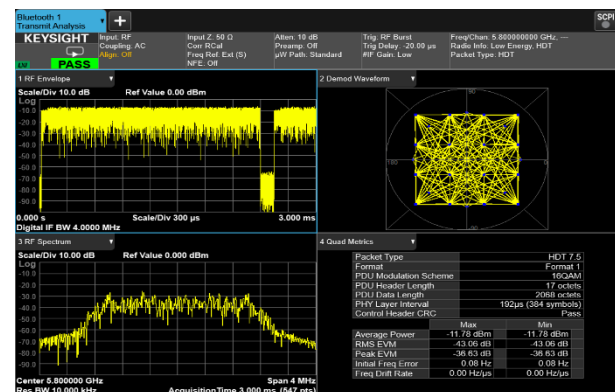 Bluetooth 1
Transmit Analysis
SCPI
KEYSIGHT
Input: RF
Coupling: AC
Align: Off
Input Z: 50 Ω
Corr RCal
Freq Ref: Ext (S)
NFE: Off
Atten: 10 dB
Preamp: Off
µW Path: Standard
Trig: RF Burst
Trig Delay: -20.00 µs
#IF Gain: Low
Freq/Chan: 5.800000000 GHz, ---
Radio Info: Low Energy, HDT
Packet Type: HDT
PASS
1 RF Envelope
Scale/Div 10.0 dB
Ref Value 0.00 dBm
Log
-10.0
-20.0
-30.0
-40.0
-50.0
-60.0
-70.0
-80.0
-90.0
0.000 s
Scale/Div 300 µs
3.000 ms
Digital IF BW 4.0000 MHz
2 Demod Waveform
90
180
0
-90
3 RF Spectrum
Scale/Div 10.00 dB
Ref Value 0.000 dBm
Log
-10.0
-20.0
-30.0
-40.0
-50.0
-60.0
-70.0
-80.0
-90.0
Center 5.800000 GHz
Span 4 MHz
Res BW 10.000 kHz
Acquisition Time 3.000 ms (547 pts)
4 Quad Metrics
Packet Type HDT 7.5
Format Format 1
PDU Modulation Scheme 16QAM
PDU Header Length 17 octets
PDU Data Length 2068 octets
PHY Layer Interval 192µs (384 symbols)
Control Header CRC Pass
Max Min
Average Power -11.78 dBm -11.78 dBm
RMS EVM -43.06 dB -43.06 dB
Peak EVM -36.63 dB -36.63 dB
Initial Freq Error 0.08 Hz 0.08 Hz
Freq Drift Rate 0.00 Hz/µs 0.00 Hz/µs